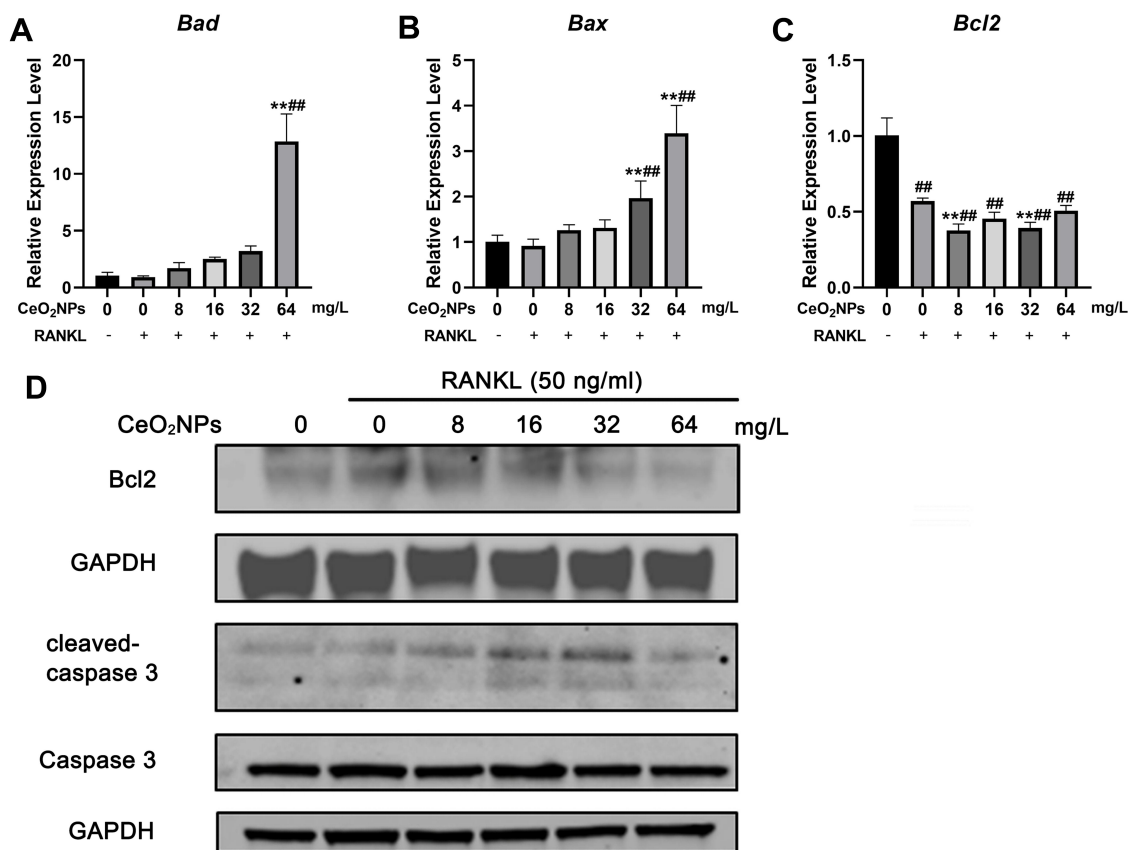 A
Bad
Relative Expression Level
20
15
10
5
0
**##
CeO₂NPs 0 0 8 16 32 64 mg/L
RANKL - + + + + +
B
Bax
Relative Expression Level
5
4
3
2
1
0
**##
**##
CeO₂NPs 0 0 8 16 32 64 mg/L
RANKL - + + + + +
C
Bcl2
Relative Expression Level
1.5
1.0
0.5
0.0
##
**##
##
**##
##
CeO₂NPs 0 0 8 16 32 64 mg/L
RANKL - + + + + +
D
RANKL (50 ng/ml)
CeO₂NPs 0 0 8 16 32 64 mg/L
Bcl2
GAPDH
cleaved-
caspase 3
Caspase 3
GAPDH